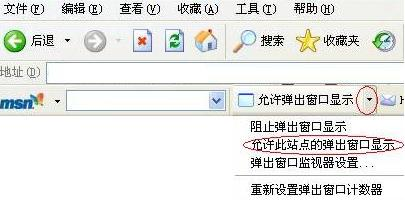 文件(F) 编辑(E) 查看(V) 收藏(A) 工具(T) 帮助(H)
后退 搜索 收藏夹
地址(D)
msn 允许弹出窗口显示 H
阻止弹出窗口显示
允许此站点的弹出窗口显示
弹出窗口监视器设置...
重新设置弹出窗口计数器